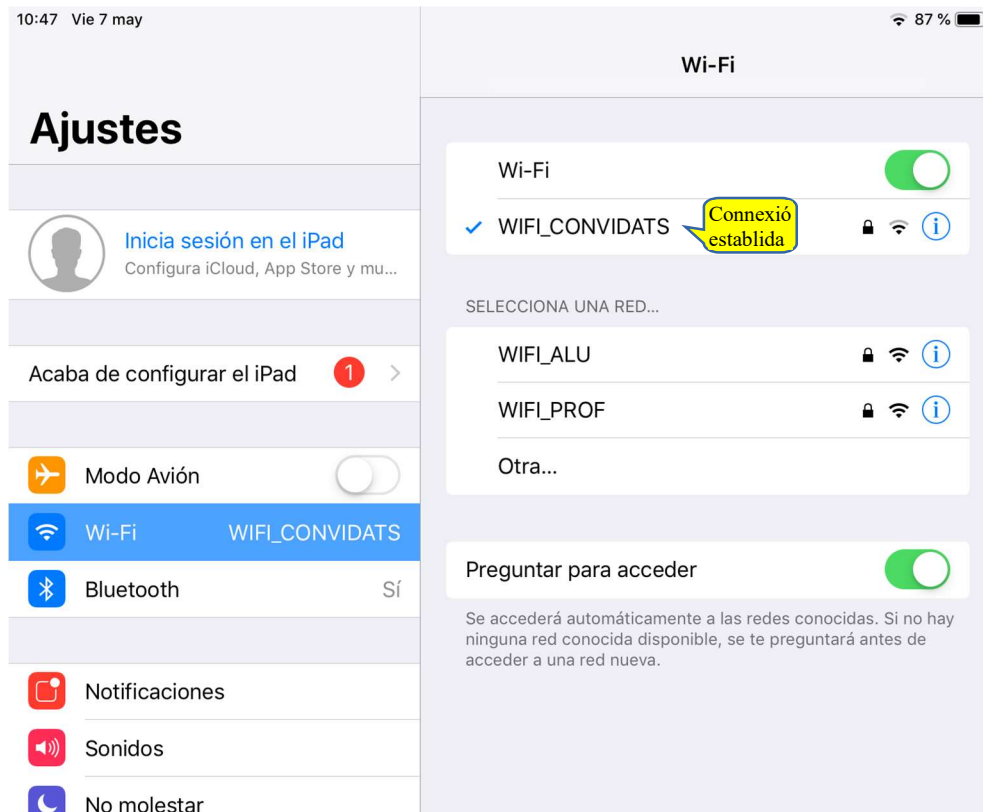 10:47 Vie 7 may
87 %
Ajustes
Inicia sesión en el iPad
Configura iCloud, App Store y mu...
Acaba de configurar el iPad 1
Modo Avión
Wi-Fi WIFI_CONVIDATS
Bluetooth Sí
Notificaciones
Sonidos
No molestar
Wi-Fi
Wi-Fi
WIFI_CONVIDATS
Connexió
establida
SELECCIONA UNA RED...
WIFI_ALU
WIFI_PROF
Otra...
Preguntar para acceder
Se accederá automáticamente a las redes conocidas. Si no hay
ninguna red conocida disponible, se te preguntará antes de
acceder a una red nueva.